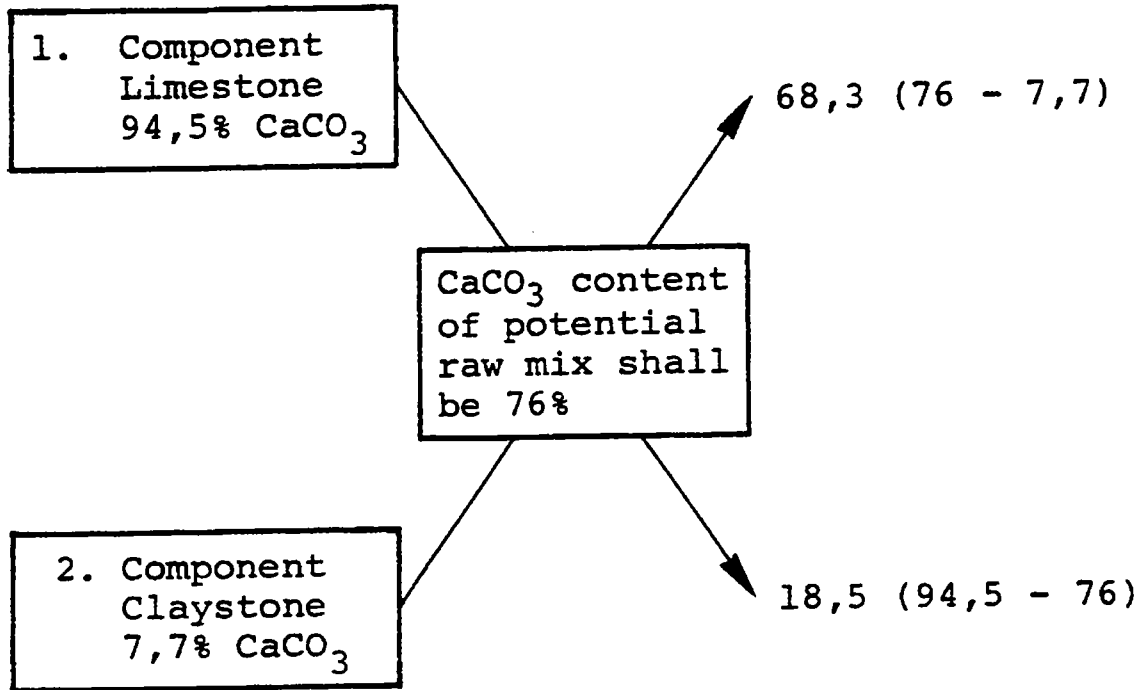 1. Component
Limestone
94,5% CaCO₃
68,3 (76 - 7,7)
CaCO₃ content
of potential
raw mix shall
be 76%
2. Component
Claystone
7,7% CaCO₃
18,5 (94,5 - 76)